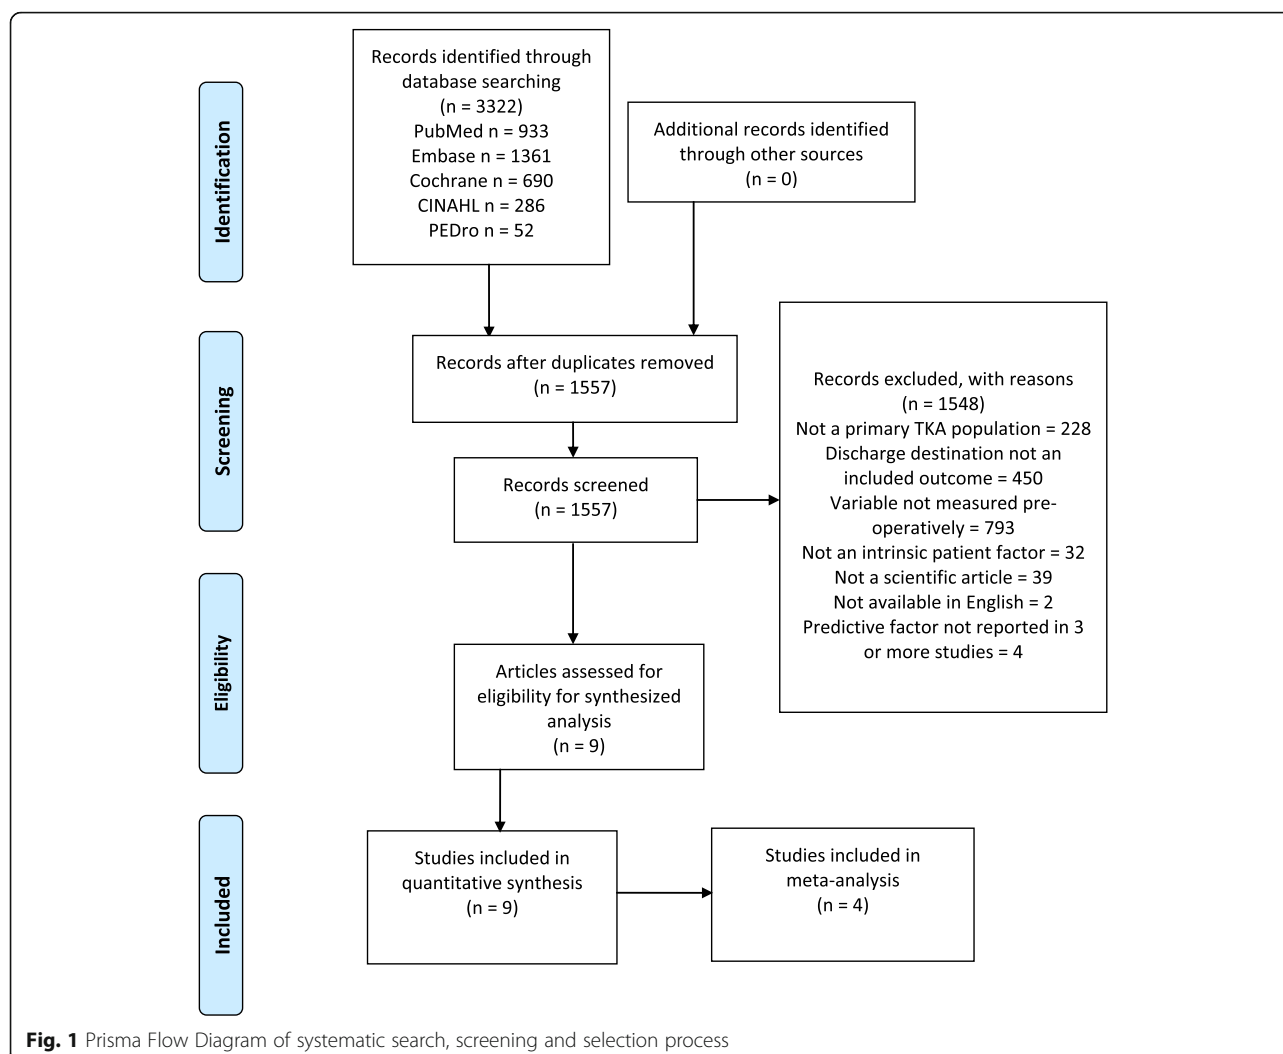 Identification
Records identified through
database searching
(n = 3322)
PubMed n = 933
Embase n = 1361
Cochrane n = 690
CINAHL n = 286
PEDro n = 52
Additional records identified
through other sources
(n = 0)
Screening
Records after duplicates removed
(n = 1557)
Records screened
(n = 1557)
Records excluded, with reasons
(n = 1548)
Not a primary TKA population = 228
Discharge destination not an
included outcome = 450
Variable not measured pre-
operatively = 793
Not an intrinsic patient factor = 32
Not a scientific article = 39
Not available in English = 2
Predictive factor not reported in 3
or more studies = 4
Eligibility
Articles assessed for
eligibility for synthesized
analysis
(n = 9)
Included
Studies included in
quantitative synthesis
(n = 9)
Studies included in
meta-analysis
(n = 4)
Fig. 1 Prisma Flow Diagram of systematic search, screening and selection process